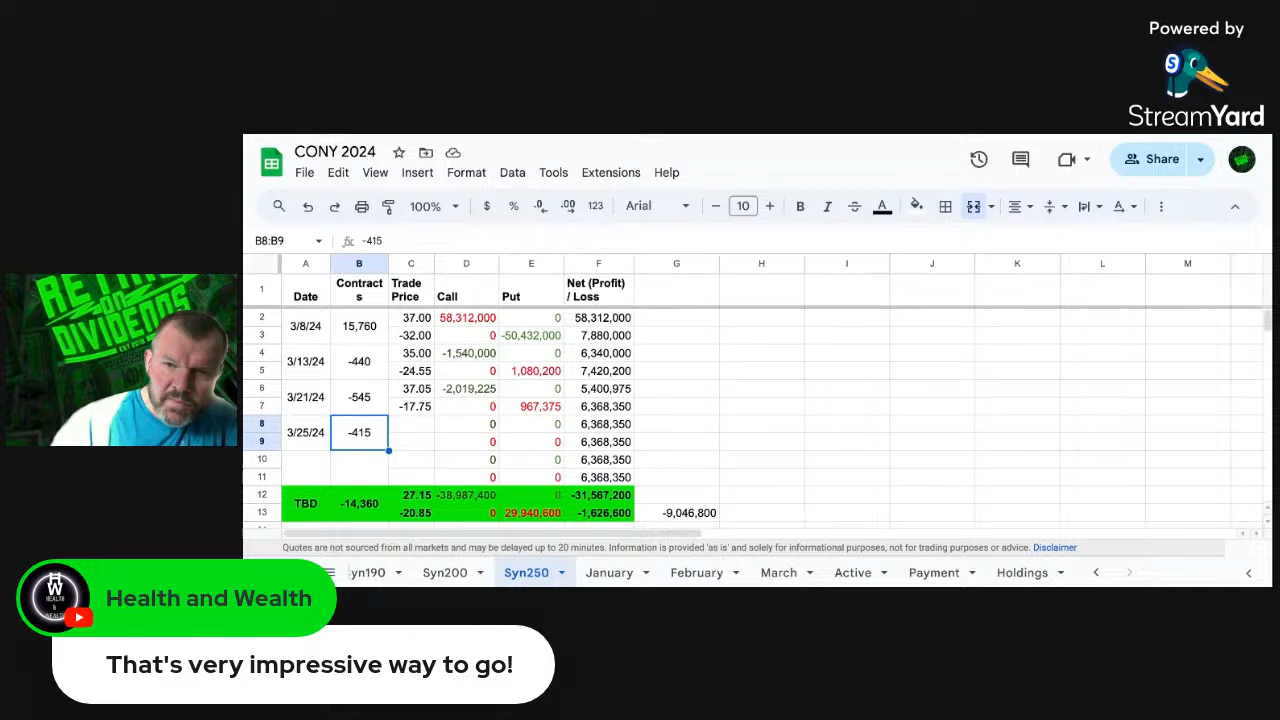 Powered by
StreamYard
CONY 2024
File Edit View Insert Format Data Tools Extensions Help
Share
100% $ % .0 .00 123 Arial − 10 + B I A
B8:B9 fx -415
A B C D E F G H I J K L M
1 Date Contracts Trade Price Call Put Net (Profit) / Loss
2 3/8/24 15,760 37.00 58,312,000 0 58,312,000
3 -32.00 0 -50,432,000 7,880,000
4 3/13/24 -440 35.00 -1,540,000 0 6,340,000
5 -24.55 0 1,080,200 7,420,200
6 3/21/24 -545 37.05 -2,019,225 0 5,400,975
7 -17.75 0 967,375 6,368,350
8 3/25/24 -415 0 0 6,368,350
9 0 0 6,368,350
10 0 0 6,368,350
11 0 0 6,368,350
12 TBD -14,360 27.15 -38,987,400 0 -31,567,200
13 -20.85 0 29,940,600 -1,626,600 -9,046,800
Quotes are not sourced from all markets and may be delayed up to 20 minutes. Information is provided 'as is' and solely for informational purposes, not for trading purposes or advice. Disclaimer
yn190 Syn200 Syn250 January February March Active Payment Holdings
ON
DIVIDENDS
EST 2019
HEALTH
&
WEALTH
Health and Wealth
That's very impressive way to go!